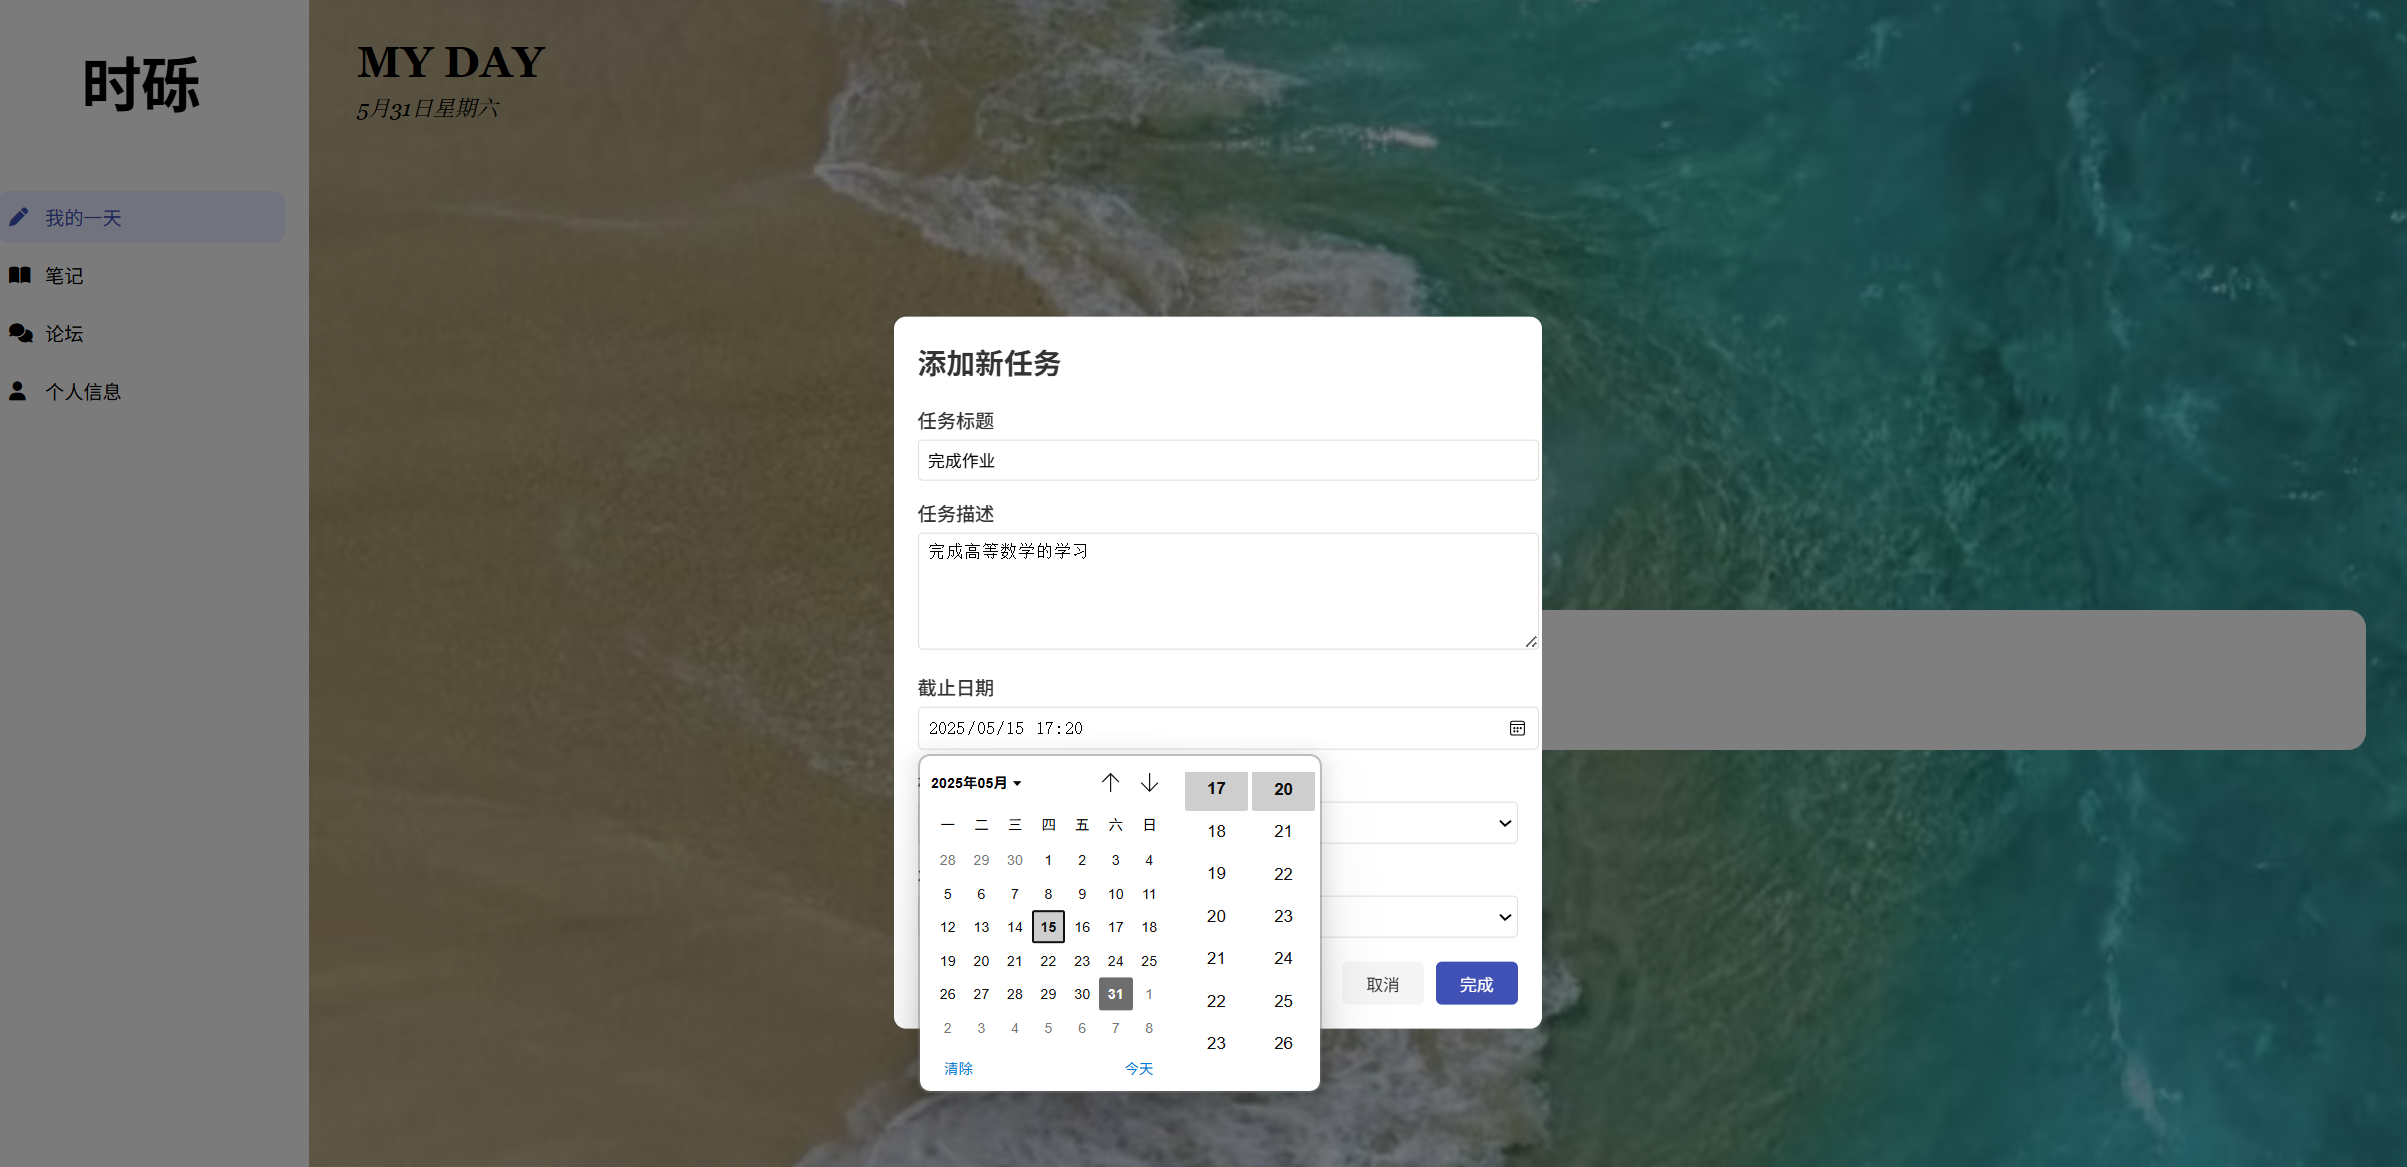 时砾
我的一天
笔记
论坛
个人信息
MY DAY
5月31日星期六
添加新任务
任务标题
完成作业
任务描述
完成高等数学的学习
截止日期
2025/05/15 17:20
2025年05月
一 二 三 四 五 六 日
28 29 30 1 2 3 4
5 6 7 8 9 10 11
12 13 14 15 16 17 18
19 20 21 22 23 24 25
26 27 28 29 30 31 1
2 3 4 5 6 7 8
清除 今天
17 20
18 21
19 22
20 23
21 24
22 25
23 26
取消 完成